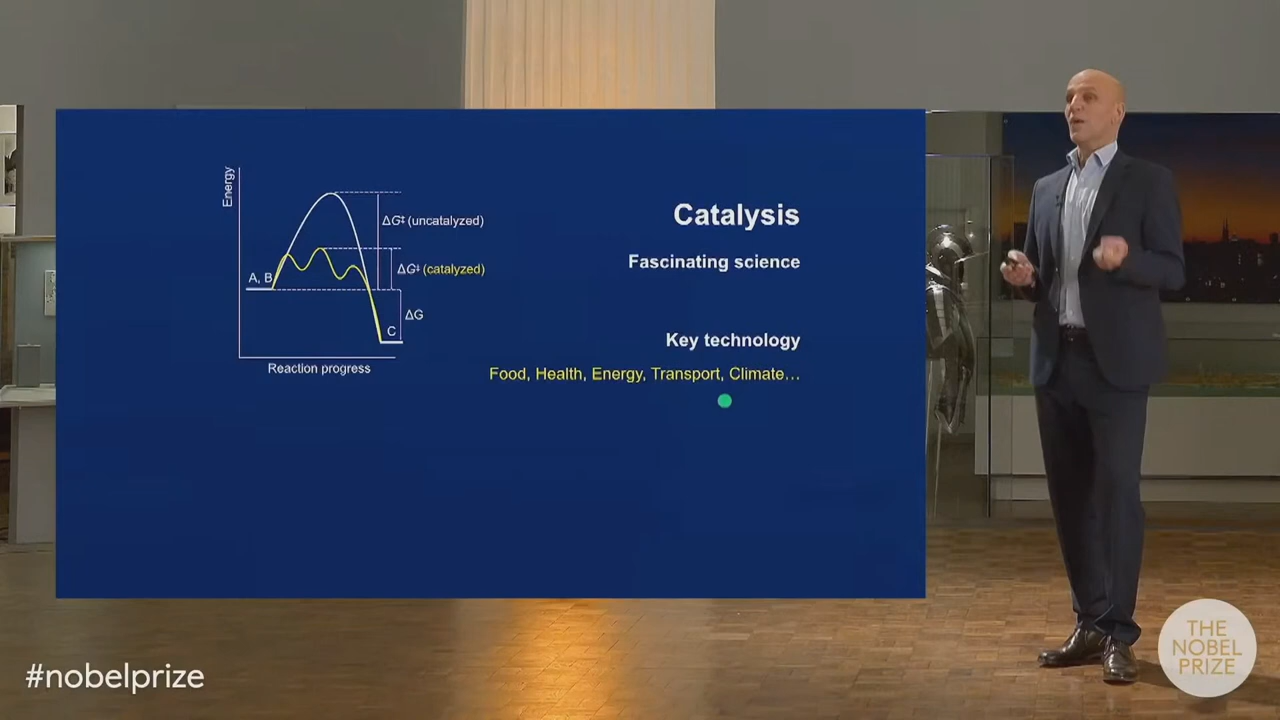 Energy
ΔG‡ (uncatalyzed)
ΔG‡ (catalyzed)
A, B
ΔG
C
Reaction progress
Catalysis
Fascinating science
Key technology
Food, Health, Energy, Transport, Climate...
#nobelprize
THE
NOBEL
PRIZE